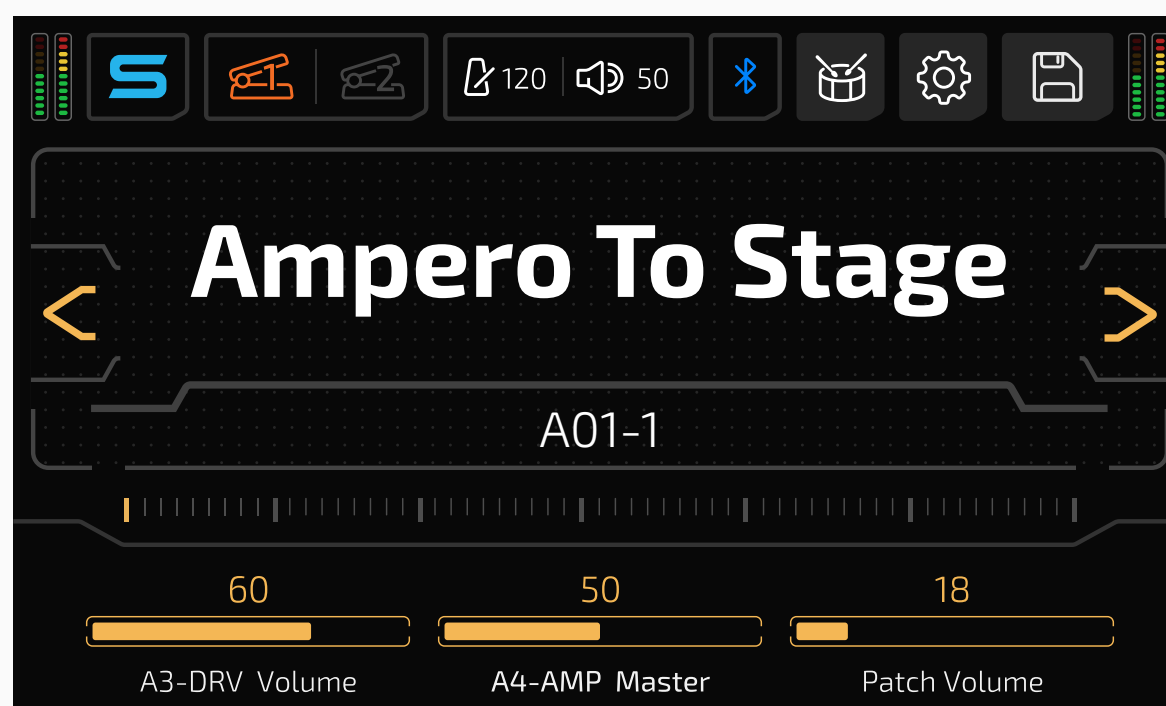 S 1 2 120 50
Ampero To Stage
A01-1
60 50 18
A3-DRV Volume A4-AMP Master Patch Volume